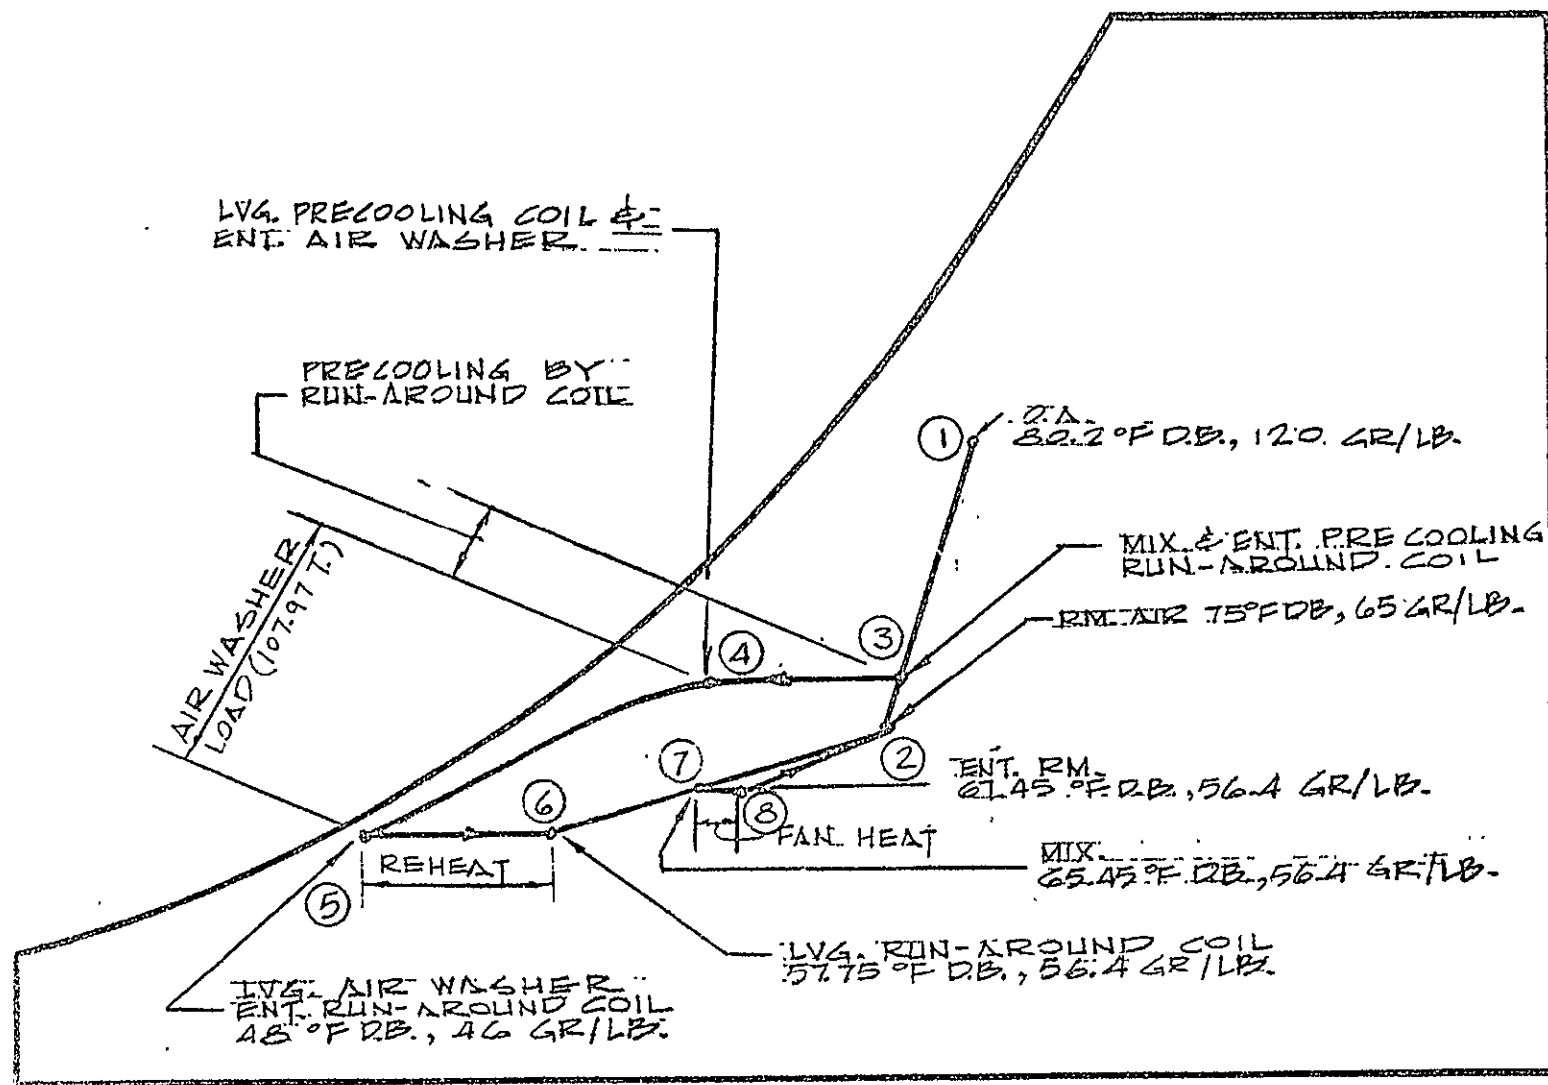 LVG. PRECOOLING COIL &
ENT. AIR WASHER.
PRECOOLING BY
RUN-AROUND COIL
1
O.A.
80.2 °F D.B., 120. GR/LB.
MIX. & ENT. PRECOOLING
RUN-AROUND. COIL
RM. AIR 75°F DB, 65 GR/LB.
AIR WASHER
LOAD (107.97 T.)
3
4
2
7
6
8
ENT. RM.
61.45 °F. D.B., 56.4 GR/LB.
FAN HEAT
MIX.
65.45 °F. D.B., 56.4 GR/LB.
REHEAT
5
LVG. RUN-AROUND COIL
57.75 °F D.B., 56.4 GR/LB.
LVG. AIR WASHER
ENT. RUN-AROUND COIL
48 °F D.B., 46 GR/LB.